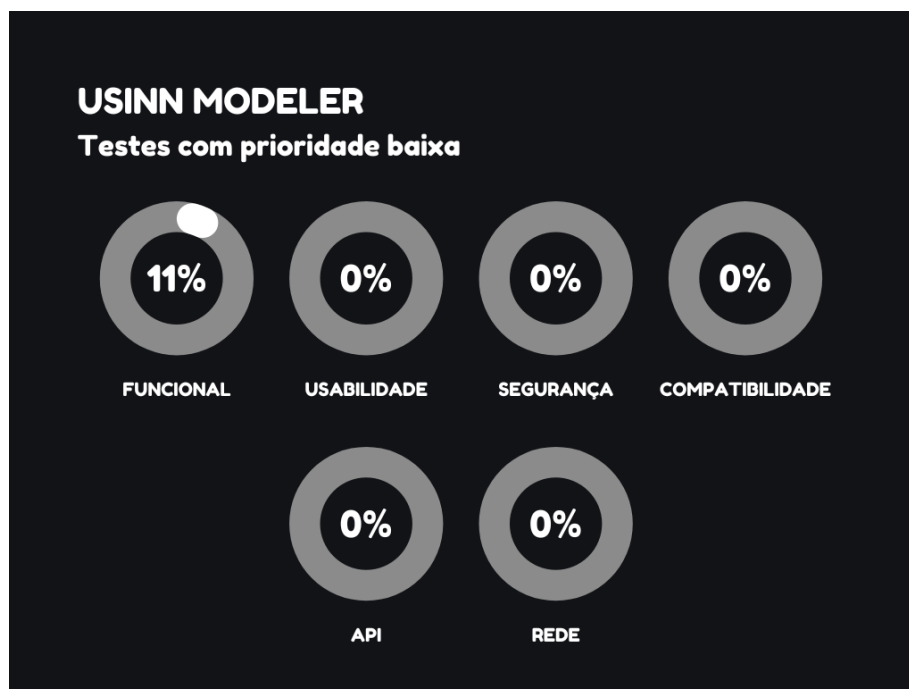 USINN MODELER
Testes com prioridade baixa
11%
0%
0%
0%
FUNCIONAL
USABILIDADE
SEGURANÇA
COMPATIBILIDADE
0%
0%
API
REDE